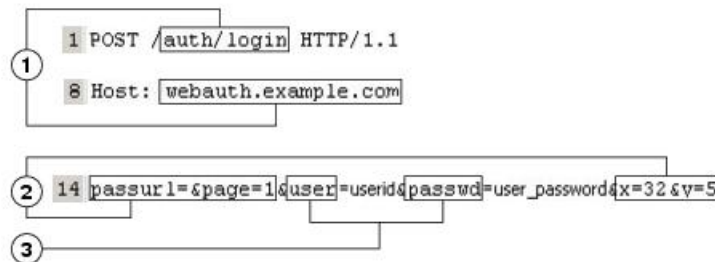 1 POST /auth/login HTTP/1.1
1
8 Host: webauth.example.com
2 14 passurl=&page=1&user=userid&passwd=user_password&x=32&y=5
3